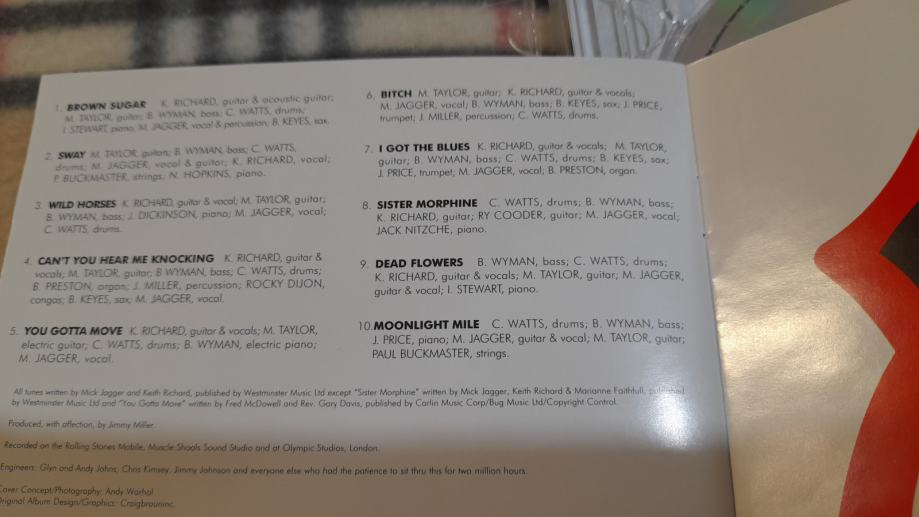 1. BROWN SUGAR K. RICHARD, guitar & acoustic guitar;
M. TAYLOR, guitar; B. WYMAN, bass; C. WATTS, drums;
I. STEWART, piano; M. JAGGER, vocal & percussion; B. KEYS, sax.
2. SWAY M. TAYLOR, guitars; B. WYMAN, bass; C. WATTS,
drums; M. JAGGER, vocal & guitar; K. RICHARD, vocal;
P. BUCKMASTER, strings; N. HOPKINS, piano.
3. WILD HORSES K. RICHARD, guitar & vocal; M. TAYLOR, guitar;
B. WYMAN, bass; J. DICKINSON, piano; M. JAGGER, vocal;
C. WATTS, drums.
4. CAN'T YOU HEAR ME KNOCKING K. RICHARD, guitar &
vocals; M. TAYLOR, guitar; B WYMAN, bass; C. WATTS, drums;
B. PRESTON, organ; J. MILLER, percussion; ROCKY DIJON,
congas; B. KEYES, sax; M. JAGGER, vocal.
5. YOU GOTTA MOVE K. RICHARD, guitar & vocals; M. TAYLOR,
electric guitar; C. WATTS, drums; B. WYMAN, electric piano;
M. JAGGER, vocal.
6. BITCH M. TAYLOR, guitar; K. RICHARD, guitar & vocals;
M. JAGGER, vocal; B. WYMAN, bass; B. KEYES, sax; J. PRICE,
trumpet; J. MILLER, percussion; C. WATTS, drums.
7. I GOT THE BLUES K. RICHARD, guitar & vocals; M. TAYLOR,
guitar; B. WYMAN, bass; C. WATTS, drums; B. KEYES, sax;
J. PRICE, trumpet; M. JAGGER, vocal; B. PRESTON, organ.
8. SISTER MORPHINE C. WATTS, drums; B. WYMAN, bass;
K. RICHARD, guitar; RY COODER, guitar; M. JAGGER, vocal;
JACK NITZCHE, piano.
9. DEAD FLOWERS B. WYMAN, bass; C. WATTS, drums;
K. RICHARD, guitar & vocals; M. TAYLOR, guitar; M. JAGGER,
guitar & vocal; I. STEWART, piano.
10. MOONLIGHT MILE C. WATTS, drums; B. WYMAN, bass;
J. PRICE, piano; M. JAGGER, guitar & vocal; M. TAYLOR, guitar;
PAUL BUCKMASTER, strings.
All tunes written by Mick Jagger and Keith Richard, published by Westminster Music Ltd except "Sister Morphine" written by Mick Jagger, Keith Richard & Marianne Faithfull, published
by Westminster Music Ltd and "You Gotta Move" written by Fred McDowell and Rev. Gary Davis, published by Carlin Music Corp/Bug Music Ltd/Copyright Control.
Produced, with affection, by Jimmy Miller.
Recorded on the Rolling Stones Mobile, Muscle Shoals Sound Studio and at Olympic Studios, London.
Engineers: Glyn and Andy Johns, Chris Kimsey, Jimmy Johnson and everyone else who had the patience to sit thru this for two million hours.
Cover Concept/Photography: Andy Warhol
Original Album Design/Graphics: Craigbrauninc.